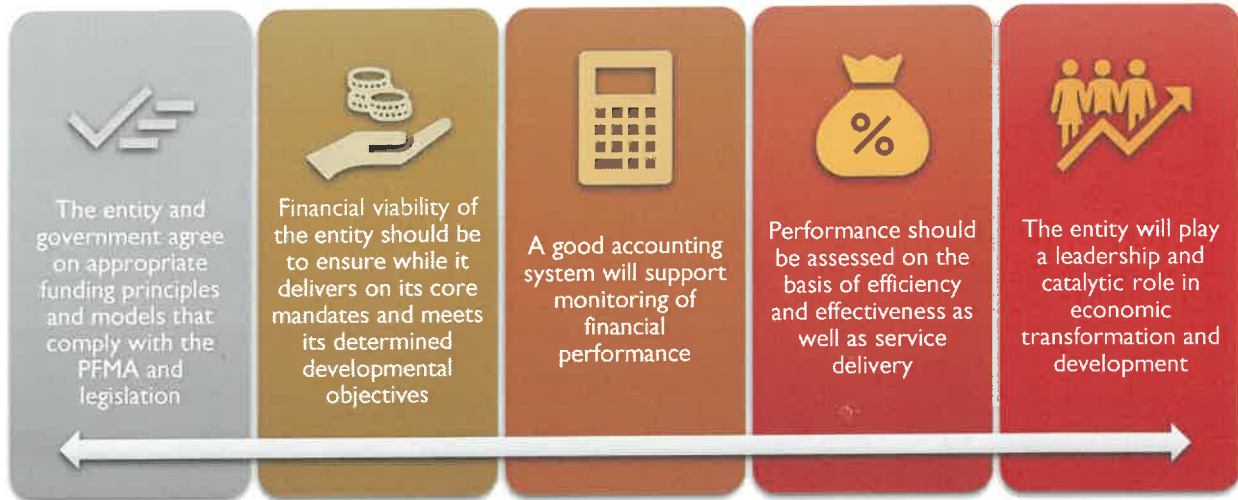 The entity and
government agree
on appropriate
funding principles
and models that
comply with the
PFMA and
legislation
Financial viability of
the entity should be
to ensure while it
delivers on its core
mandates and meets
its determined
developmental
objectives
A good accounting
system will support
monitoring of
financial
performance
Performance should
be assessed on the
basis of efficiency
and effectiveness as
well as service
delivery
The entity will play
a leadership and
catalytic role in
economic
transformation and
development
%